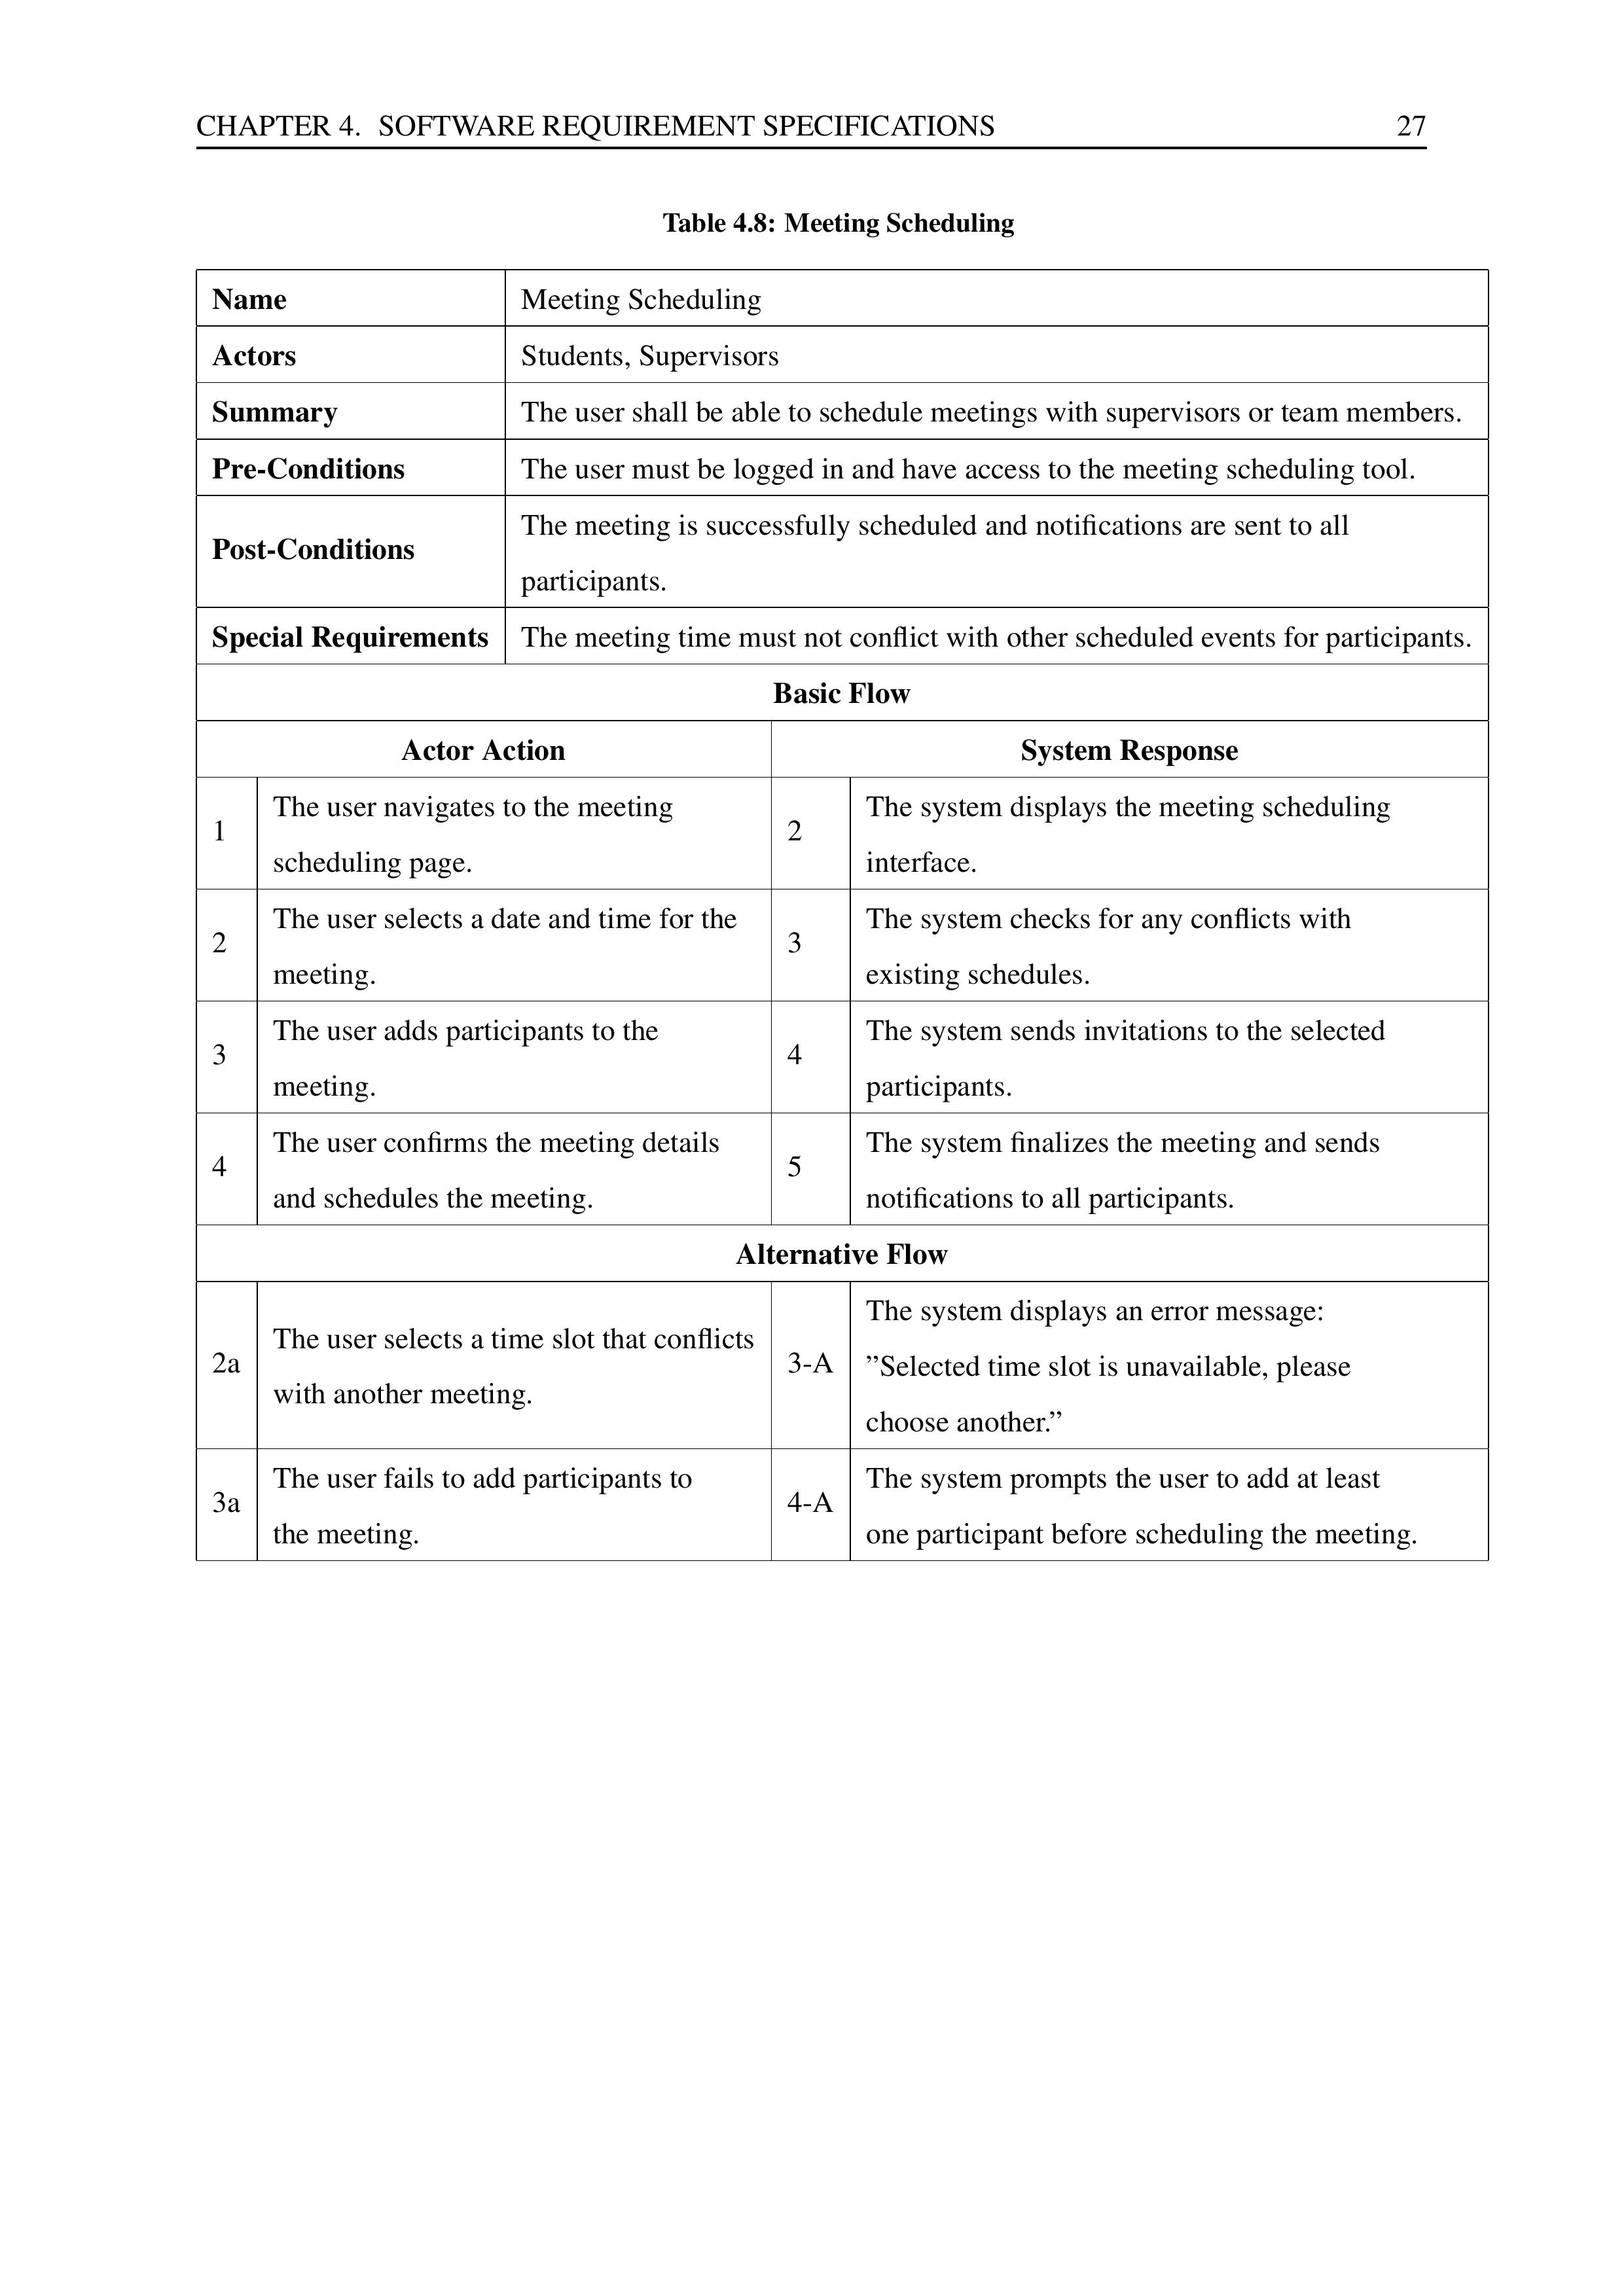 CHAPTER 4. SOFTWARE REQUIREMENT SPECIFICATIONS 27
Table 4.8: Meeting Scheduling
Name Meeting Scheduling
Actors Students, Supervisors
Summary The user shall be able to schedule meetings with supervisors or team members.
Pre-Conditions The user must be logged in and have access to the meeting scheduling tool.
Post-Conditions The meeting is successfully scheduled and notifications are sent to all
participants.
Special Requirements The meeting time must not conflict with other scheduled events for participants.
Basic Flow
Actor Action System Response
1 The user navigates to the meeting
scheduling page.
2 The system displays the meeting scheduling
interface.
2 The user selects a date and time for the
meeting.
3 The system checks for any conflicts with
existing schedules.
3 The user adds participants to the
meeting.
4 The system sends invitations to the selected
participants.
4 The user confirms the meeting details
and schedules the meeting.
5 The system finalizes the meeting and sends
notifications to all participants.
Alternative Flow
2a The user selects a time slot that conflicts
with another meeting.
3-A The system displays an error message:
”Selected time slot is unavailable, please
choose another.”
3a The user fails to add participants to
the meeting.
4-A The system prompts the user to add at least
one participant before scheduling the meeting.